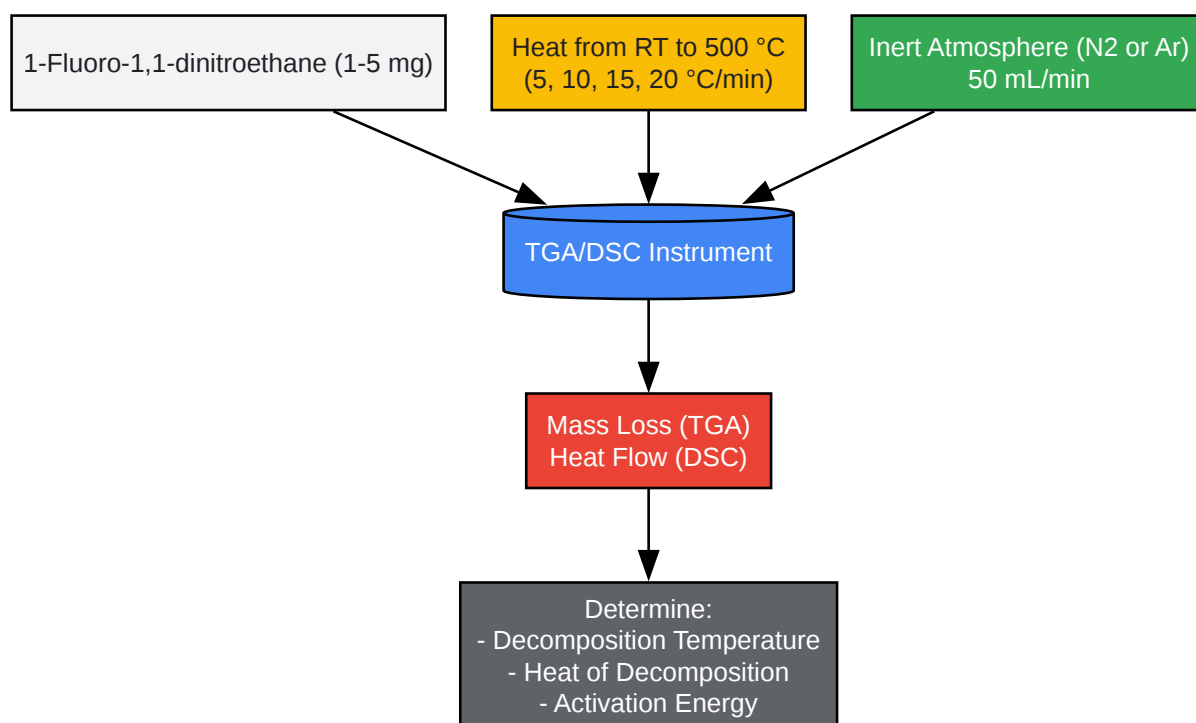 1-Fluoro-1,1-dinitroethane (1-5 mg)
Heat from RT to 500 °C
(5, 10, 15, 20 °C/min)
Inert Atmosphere (N2 or Ar)
50 mL/min
TGA/DSC Instrument
Mass Loss (TGA)
Heat Flow (DSC)
Determine:
- Decomposition Temperature
- Heat of Decomposition
- Activation Energy